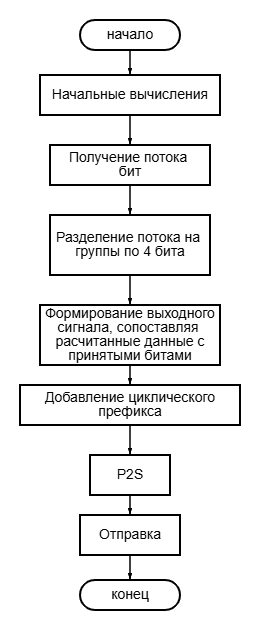 начало
Начальные вычисления
Получение потока
бит
Разделение потока на
группы по 4 бита
Формирование выходного
сигнала, сопоставляя
расчитанные данные с
принятыми битами
Добавление циклического
префикса
P2S
Отправка
конец